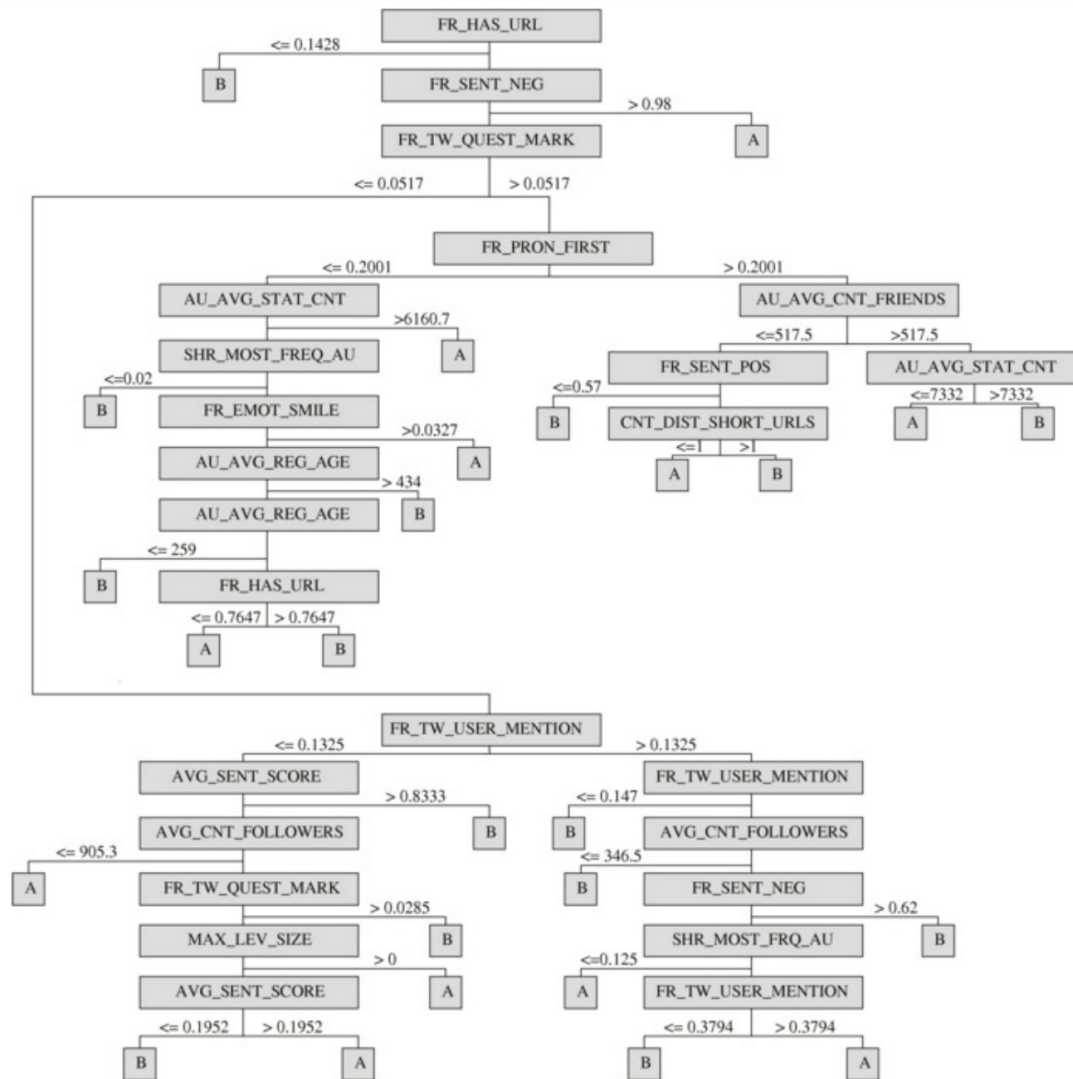 FR_HAS_URL
<= 0.1428
B
FR_SENT_NEG
> 0.98
FR_TW_QUEST_MARK
A
<= 0.0517
> 0.0517
FR_PRON_FIRST
<= 0.2001
> 0.2001
AU_AVG_STAT_CNT
AU_AVG_CNT_FRIENDS
>6160.7
<=517.5
>517.5
SHR_MOST_FREQ_AU
A
FR_SENT_POS
AU_AVG_STAT_CNT
<=0.02
<=0.57
<=7332
>7332
B
FR_EMOT_SMILE
B
CNT_DIST_SHORT_URLS
A
B
>0.0327
<=1
>1
AU_AVG_REG_AGE
A
A
B
> 434
AU_AVG_REG_AGE
B
<= 259
B
FR_HAS_URL
<= 0.7647
> 0.7647
A
B
FR_TW_USER_MENTION
<= 0.1325
> 0.1325
AVG_SENT_SCORE
FR_TW_USER_MENTION
> 0.8333
<= 0.147
AVG_CNT_FOLLOWERS
B
B
AVG_CNT_FOLLOWERS
<= 905.3
<= 346.5
A
FR_TW_QUEST_MARK
B
FR_SENT_NEG
> 0.0285
> 0.62
MAX_LEV_SIZE
B
SHR_MOST_FRQ_AU
B
> 0
<=0.125
AVG_SENT_SCORE
A
A
FR_TW_USER_MENTION
<= 0.1952
> 0.1952
<= 0.3794
> 0.3794
B
A
B
A